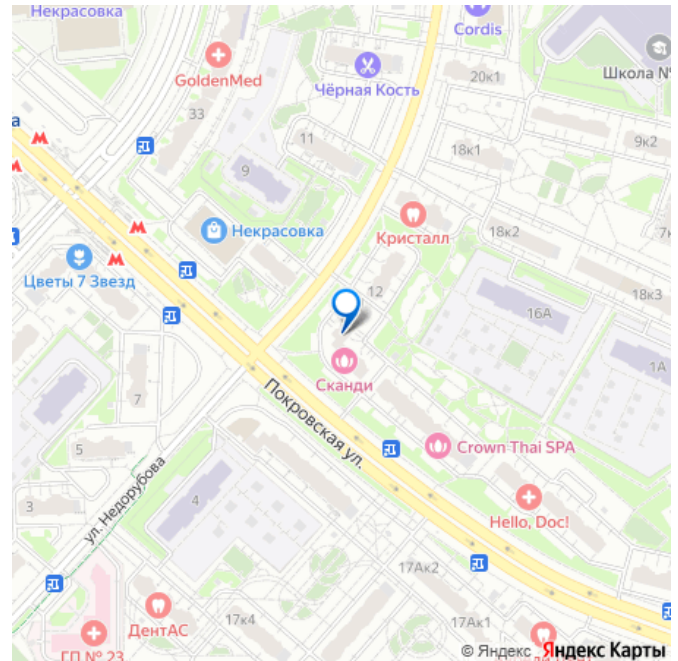 Некрасовка
Cordis
GoldenMed
Школа №
Чёрная Кость
20к1
33
11
18к1
9к2
а
9
Некрасовка
Кристалл
18к2
7к
Цветы 7 Звезд
12
18к3
16А
1А
Сканди
7
Покровская ул.
5
Crown Thai SPA
ул. Недорубова
3
4
Hello, Doc!
17Ак2
ДентАС
17к4
17Ак1
ГП № 23
© Яндекс Яндекс Карты